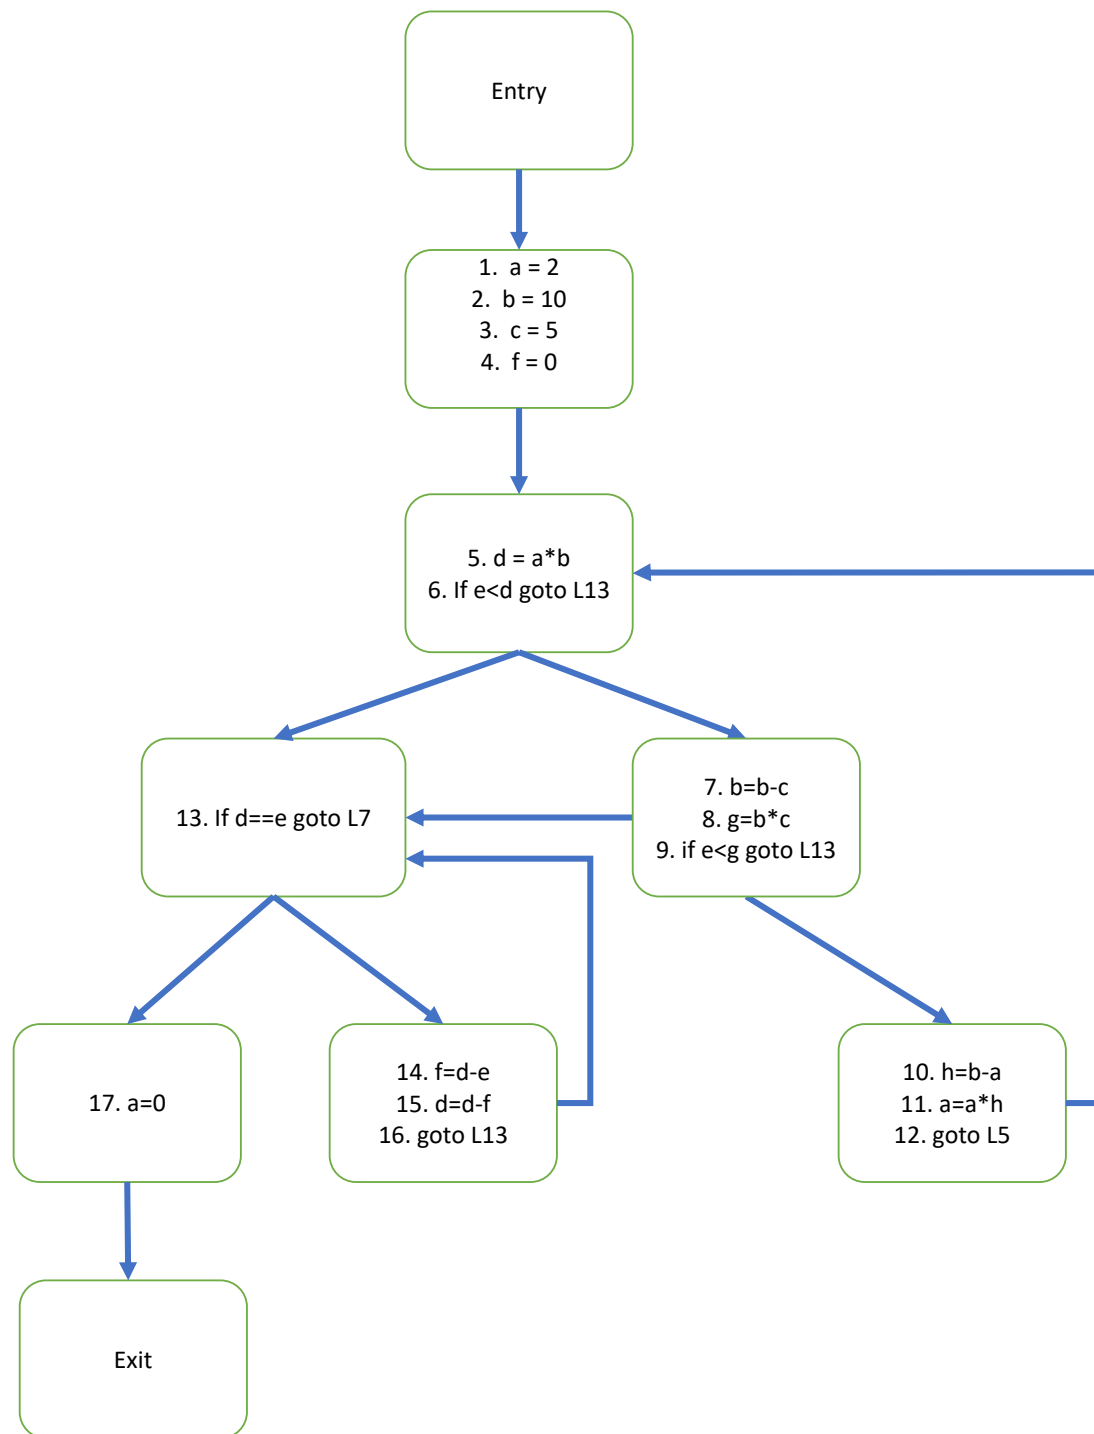 Entry
1. a = 2
2. b = 10
3. c = 5
4. f = 0
5. d = a*b
6. If e<d goto L13
13. If d==e goto L7
7. b=b-c
8. g=b*c
9. if e<g goto L13
17. a=0
14. f=d-e
15. d=d-f
16. goto L13
10. h=b-a
11. a=a*h
12. goto L5
Exit